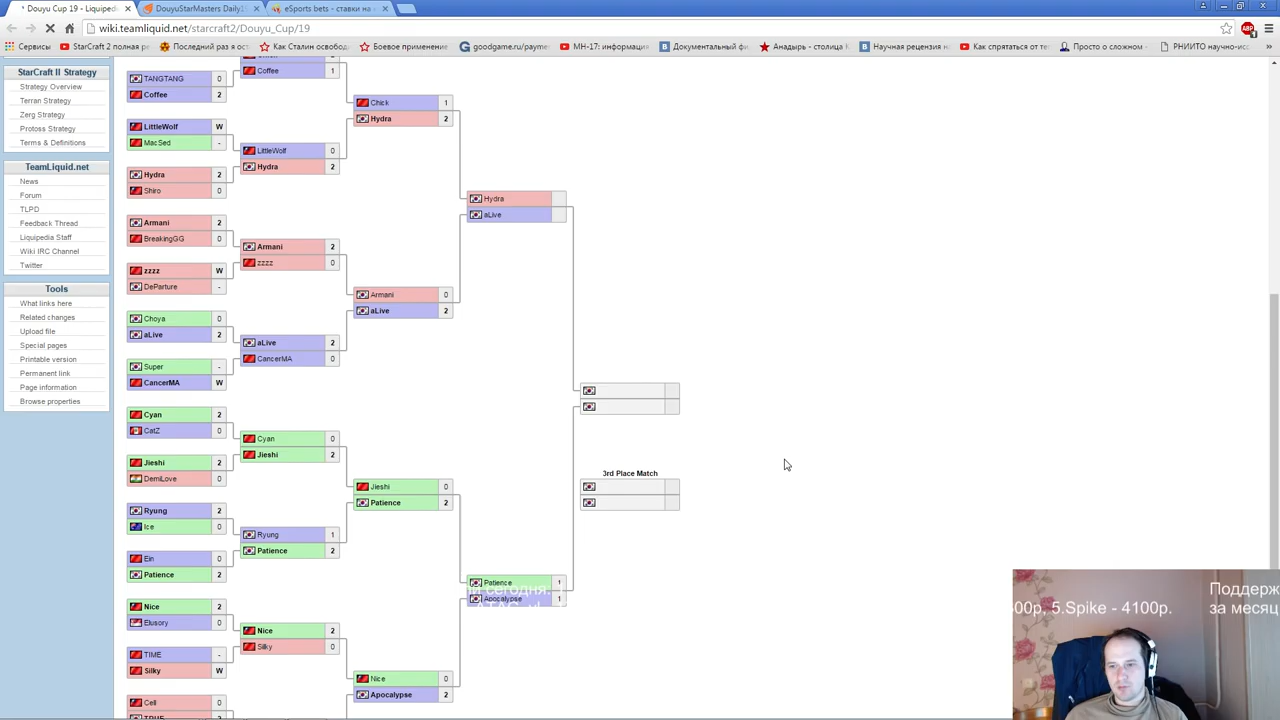 Douyu Cup 19 - Liquipedi
DouyuStarMasters Daily
eSports bets - ставки на к
wiki.teamliquid.net/starcraft2/Douyu_Cup/19
ABP
Сервисы
StarCraft 2 полная ре
Последний раз я ост
Как Сталин освобож
Боевое применение
goodgame.ru/payme
МН-17: информация
Документальный фи
Анадырь - столица Ч
Научная рецензия на
Как спрятаться от п
Просто о сложном -
РНИИТО научно-исс
StarCraft II Strategy
Strategy Overview
Terran Strategy
Zerg Strategy
Protoss Strategy
Terms & Definitions
TeamLiquid.net
News
Forum
TLPD
Feedback Thread
Liquipedia Staff
Wiki IRC Channel
Twitter
Tools
What links here
Related changes
Upload file
Special pages
Printable version
Permanent link
Page information
Browse properties
TANGTANG 0
Coffee 2
LittleWolf W
MacSed -
Hydra 2
Shiro 0
Armani 2
BreakingGG 0
zzzz W
DeParture -
Choya 0
aLive 2
Super -
CancerMA W
Cyan 2
CatZ 0
Jieshi 2
DemiLove 0
Ryung 2
Ice 0
Ein 0
Patience 2
Nice 2
Elusory 0
TIME -
Silky W
Cell 0
TRUE
Coffee 1
LittleWolf 0
Hydra 2
Armani 2
zzzz 0
aLive 2
CancerMA 0
Cyan 0
Jieshi 2
Ryung 1
Patience 2
Nice 2
Silky 0
Chick 1
Hydra 2
Armani 0
aLive 2
Jieshi 0
Patience 2
Nice 0
Apocalypse 2
Hydra
aLive
Patience 1
Apocalypse 1
3rd Place Match
и сегодня:
00р, 5.Spike - 4100р.
Поддерж
за месяц